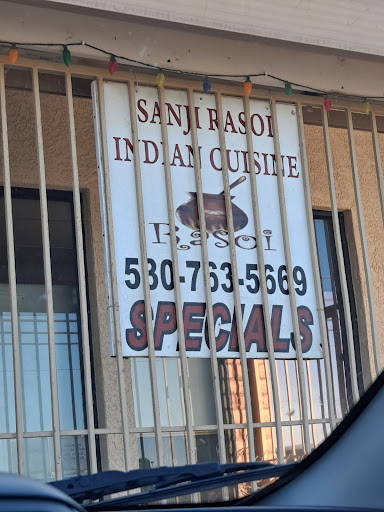 SANJI RASOI
INDIAN CUISINE
Rasoi
530-763-5669
SPECIALS